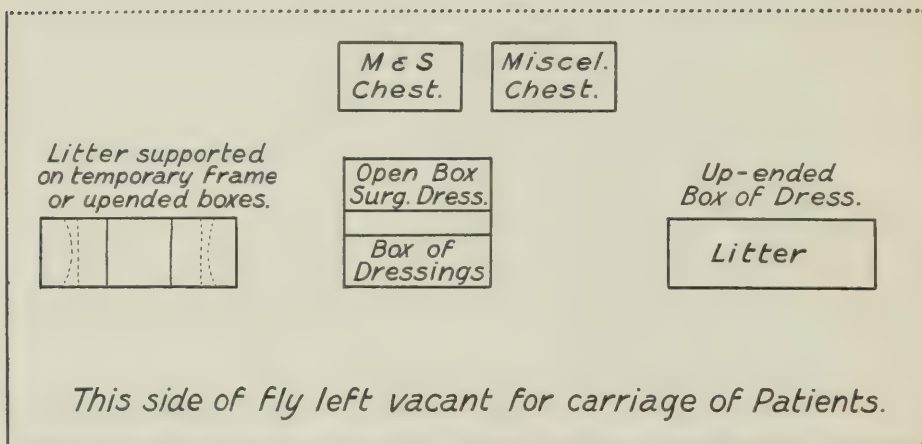 M & S
Chest.
Miscel.
Chest.
Litter supported
on temporary frame
or upended boxes.
Open Box
Surg. Dress.
Box of
Dressings
Up-ended
Box of Dress.
Litter
This side of fly left vacant for carriage of Patients.